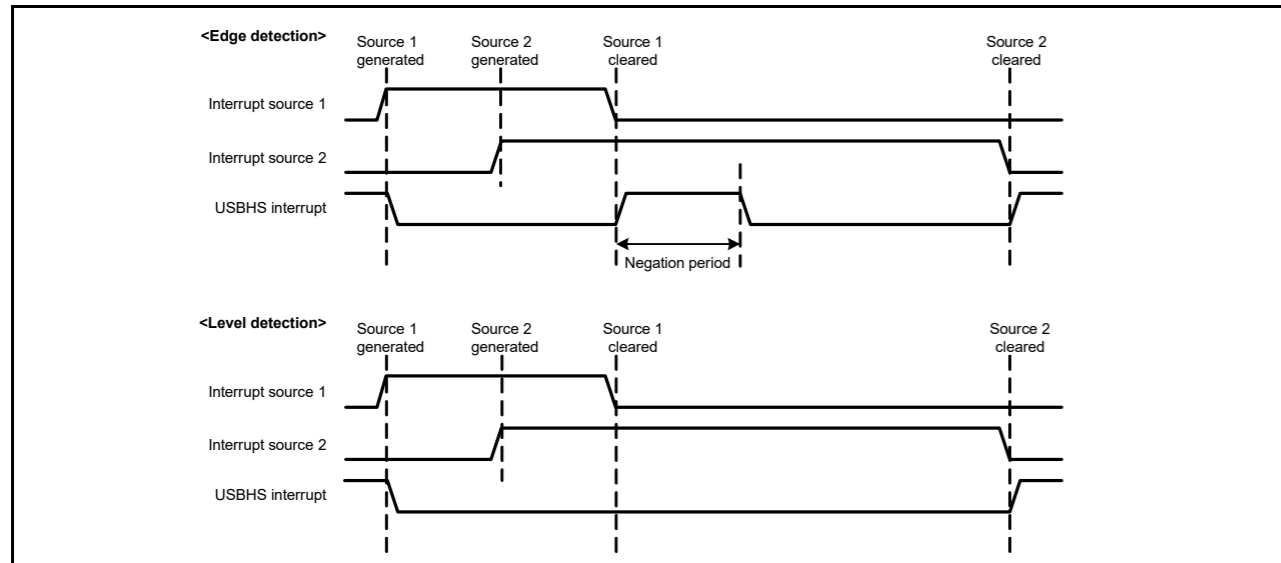 <Edge detection>
Source 1 generated
Source 2 generated
Source 1 cleared
Source 2 cleared
Interrupt source 1
Interrupt source 2
USBHS interrupt
Negation period
<Level detection>
Source 1 generated
Source 2 generated
Source 1 cleared
Source 2 cleared
Interrupt source 1
Interrupt source 2
USBHS interrupt